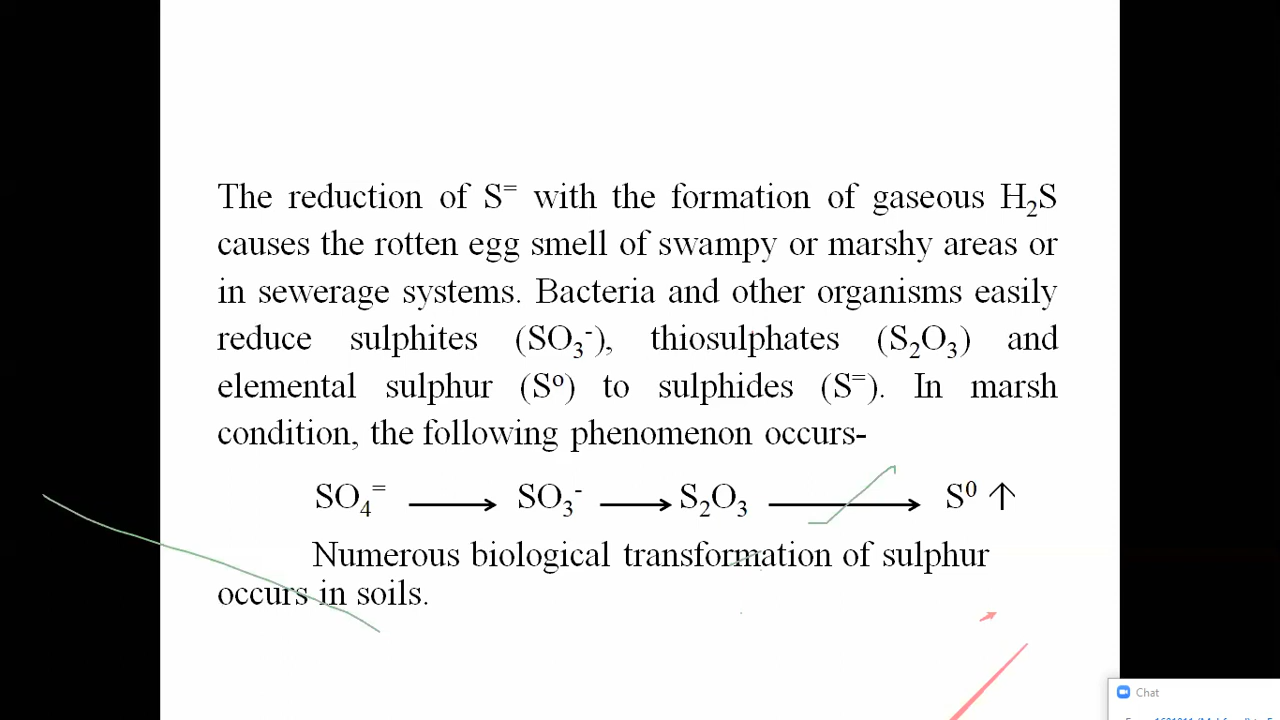 The reduction of S⁼ with the formation of gaseous H₂S
causes the rotten egg smell of swampy or marshy areas or
in sewerage systems. Bacteria and other organisms easily
reduce sulphites (SO₃⁻), thiosulphates (S₂O₃) and
elemental sulphur (Sᵒ) to sulphides (S⁼). In marsh
condition, the following phenomenon occurs-
SO₄⁼ ⟶ SO₃⁻ ⟶ S₂O₃ ⟶ S⁰ ↑
Numerous biological transformation of sulphur
occurs in soils.
Chat